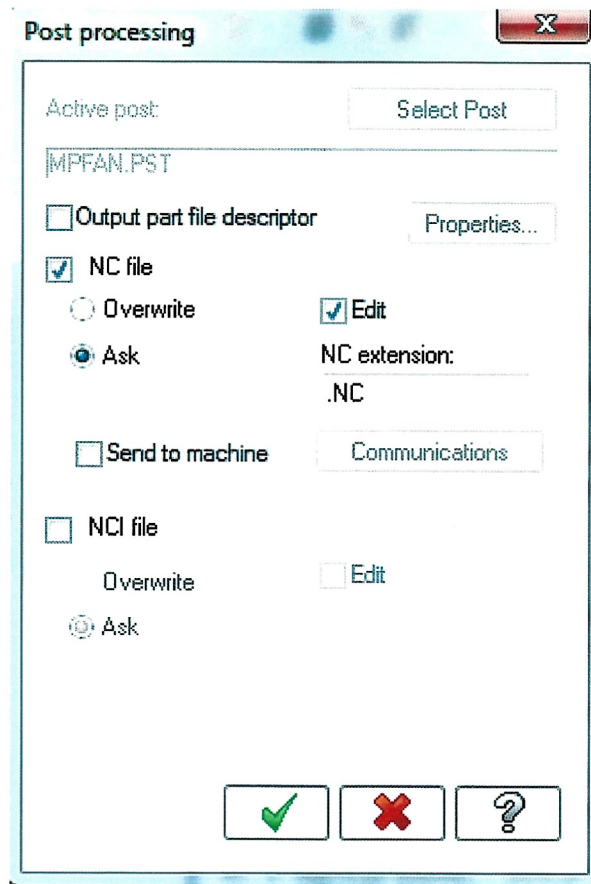 Post processing
Active post:
Select Post
MPFAN.PST
Output part file descriptor
Properties...
NC file
Overwrite
Edit
Ask
NC extension:
.NC
Send to machine
Communications
NCI file
Overwrite
Edit
Ask